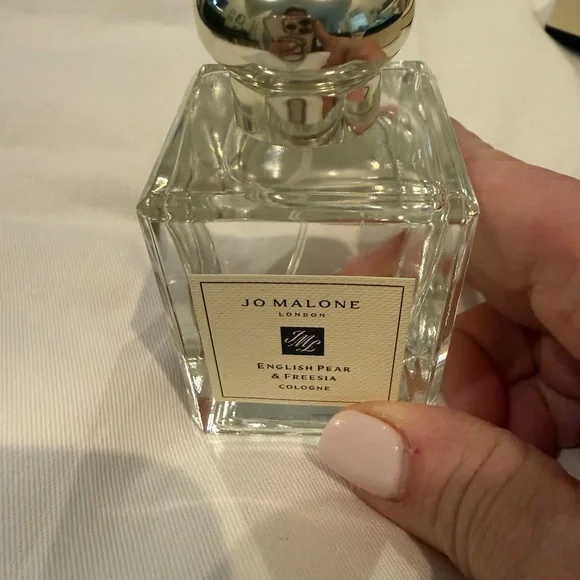 JO MALONE
LONDON
JML
ENGLISH PEAR
& FREESIA
COLOGNE